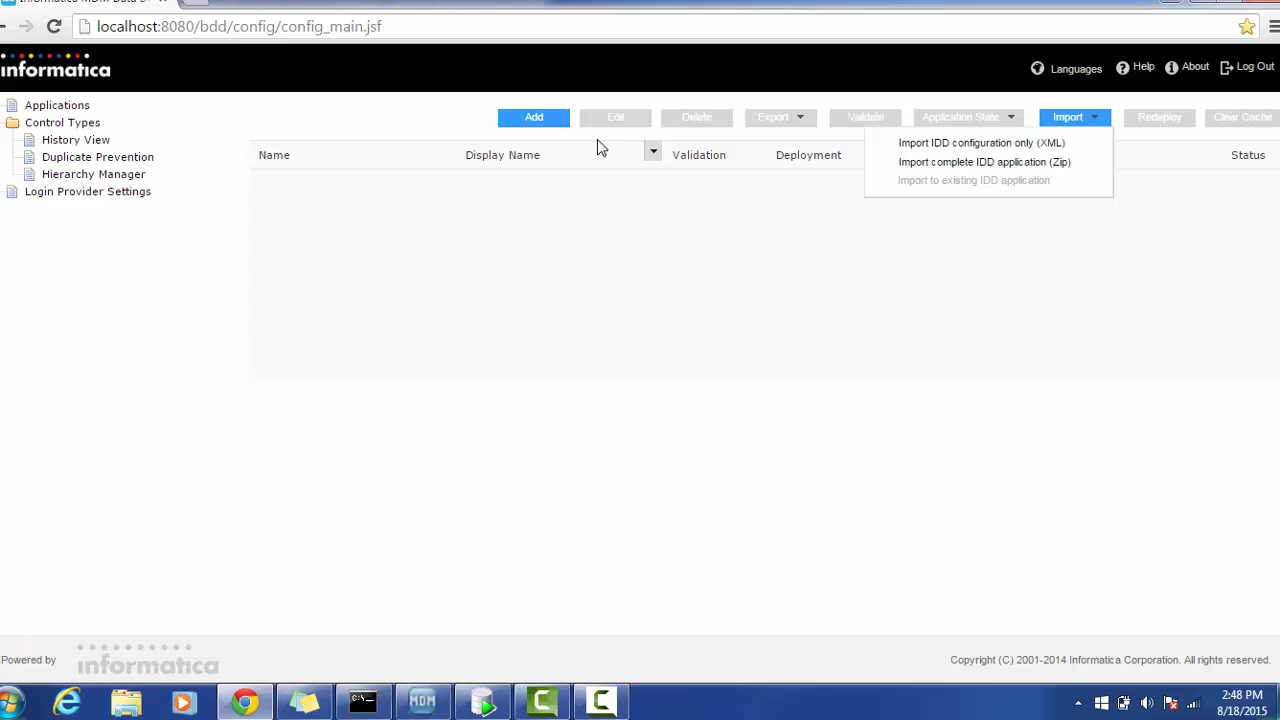 localhost:8080/bdd/config/config_main.jsf
informatica
Languages
Help
About
Log Out
Applications
Control Types
History View
Duplicate Prevention
Hierarchy Manager
Login Provider Settings
Add
Edit
Delete
Export
Validate
Application State
Import
Redeploy
Clear Cache
Import IDD configuration only (XML)
Import complete IDD application (Zip)
Import to existing IDD application
Name
Display Name
Validation
Deployment
Status
Powered by
informatica
Copyright (C) 2001-2014 Informatica Corporation. All rights reserved.
MDM
2:48 PM
8/18/2015